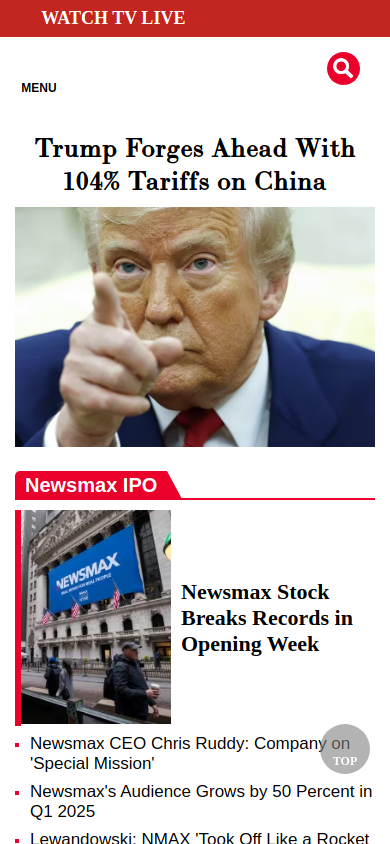 WATCH TV LIVE
MENU
Trump Forges Ahead With
104% Tariffs on China
Newsmax IPO
NEWSMAX
Newsmax Stock
Breaks Records in
Opening Week
Newsmax CEO Chris Ruddy: Company on
'Special Mission'
TOP
Newsmax's Audience Grows by 50 Percent in
Q1 2025
Lewandowski: NMAX 'Took Off Like a Rocket